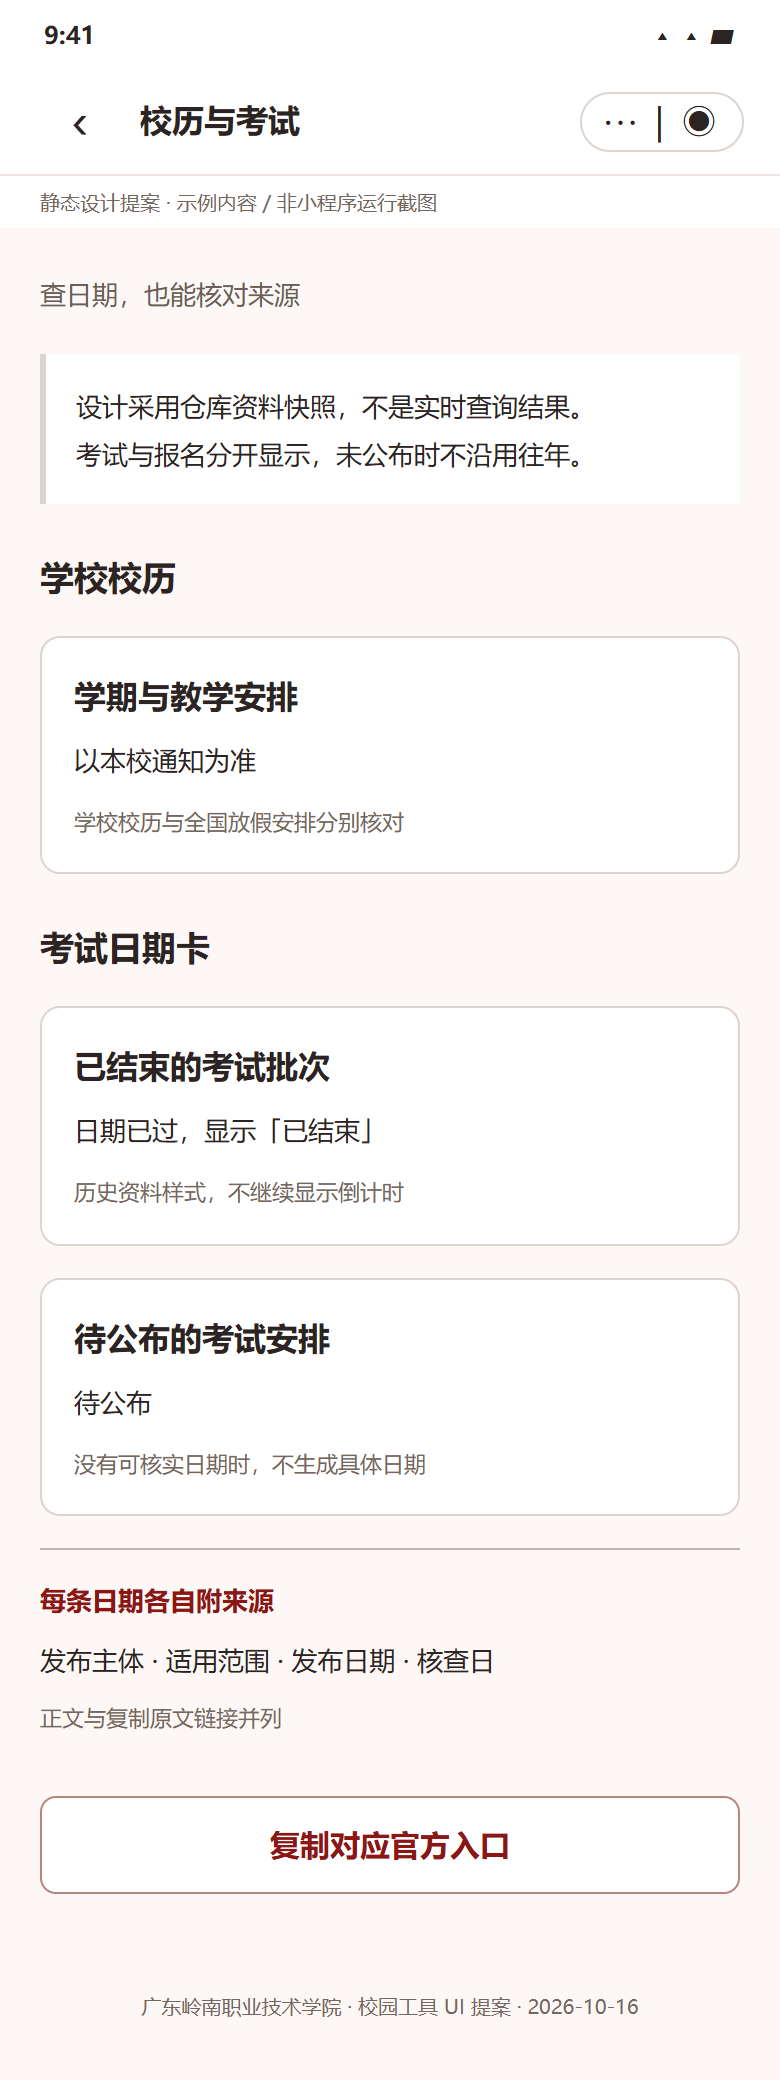 9:41
校历与考试
静态设计提案 · 示例内容 / 非小程序运行截图
查日期，也能核对来源
设计采用仓库资料快照，不是实时查询结果。
考试与报名分开显示，未公布时不沿用往年。
学校校历
学期与教学安排
以本校通知为准
学校校历与全国放假安排分别核对
考试日期卡
已结束的考试批次
日期已过，显示「已结束」
历史资料样式，不继续显示倒计时
待公布的考试安排
待公布
没有可核实日期时，不生成具体日期
每条日期各自附来源
发布主体 · 适用范围 · 发布日期 · 核查日
正文与复制原文链接并列
复制对应官方入口
广东岭南职业技术学院 · 校园工具 UI 提案 · 2026-10-16